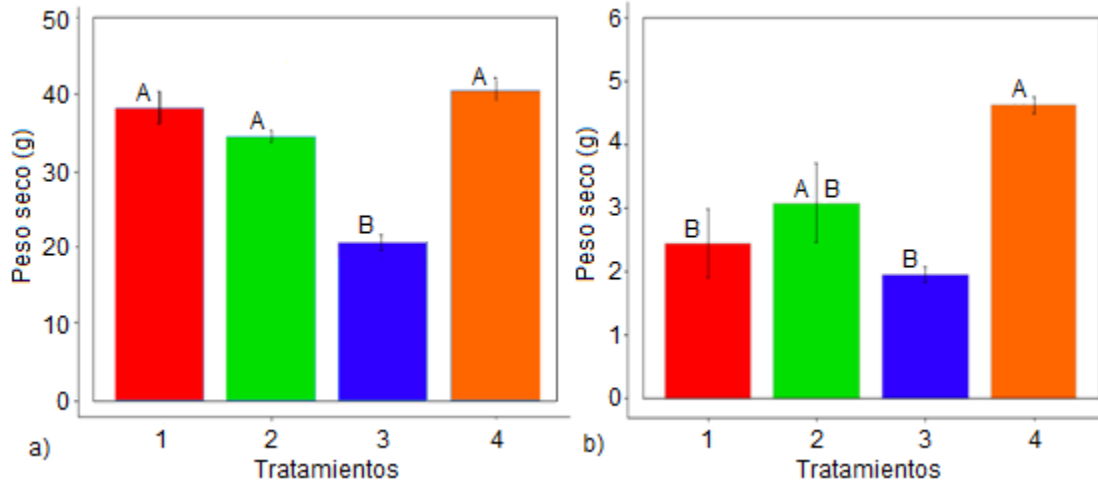 50
40
30
20
10
0
Peso seco (g)
A
A
B
A
1 2 3 4
Tratamientos
a)
6
5
4
3
2
1
0
Peso seco (g)
B
A B
B
A
1 2 3 4
Tratamientos
b)